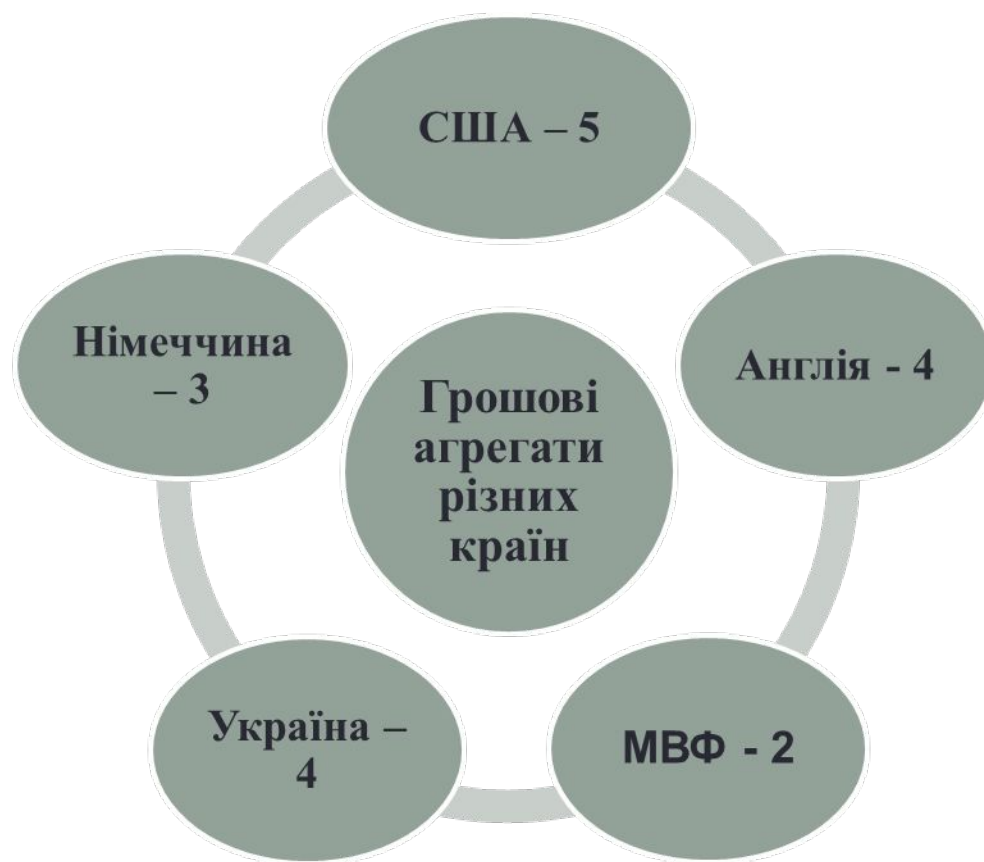 США – 5
Німеччина
– 3
Англія - 4
Грошові
агрегати
різних
країн
Україна –
4
МВФ - 2